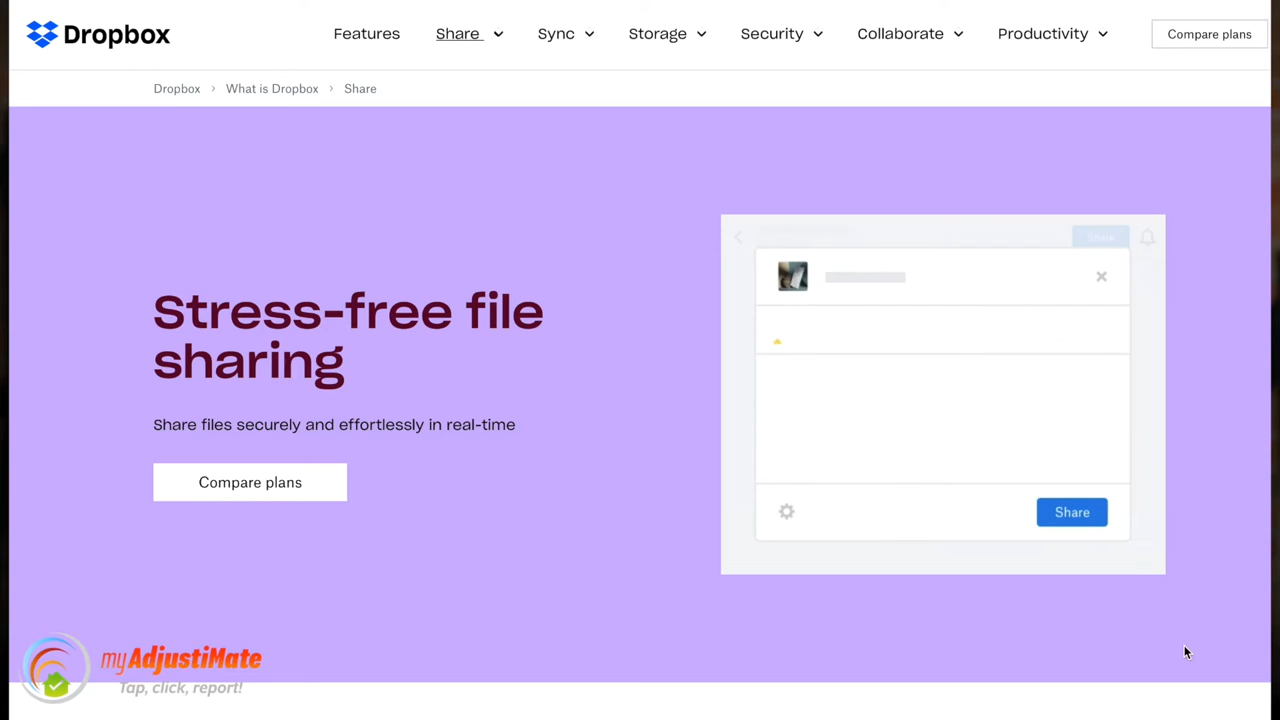 Dropbox
Features Share Sync Storage Security Collaborate Productivity Compare plans
Dropbox › What is Dropbox › Share
Share
Stress-free file
sharing
Share files securely and effortlessly in real-time
Compare plans
Share
myAdjustiMate
Tap, click, report!